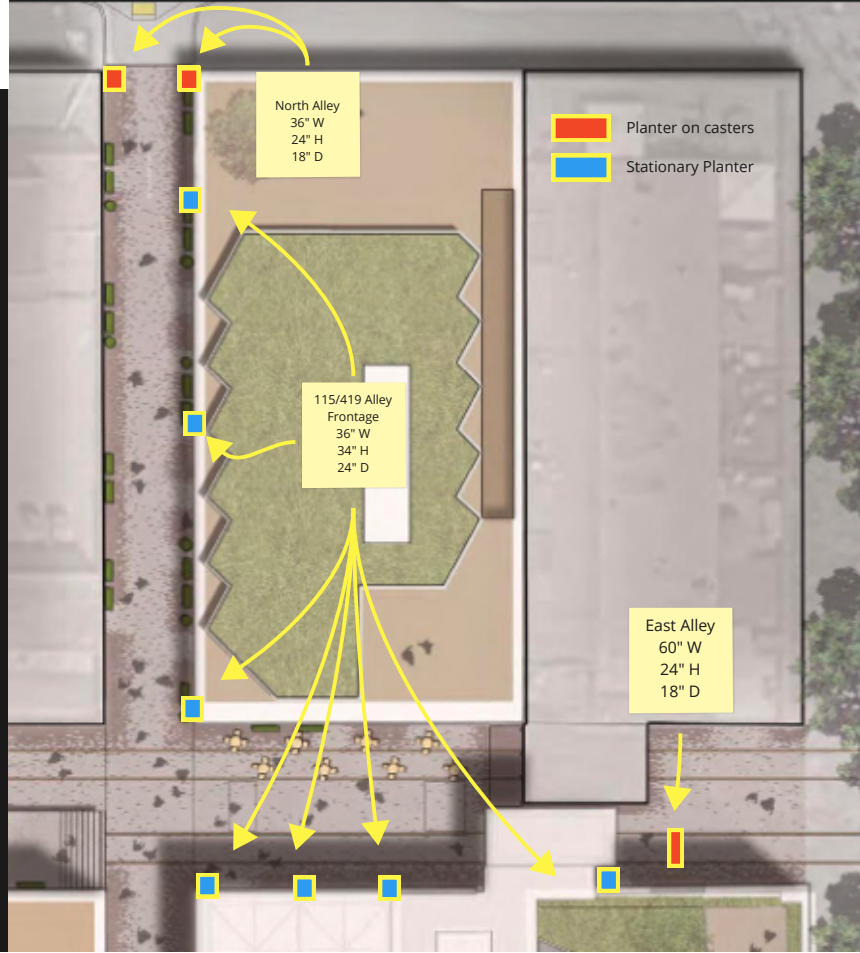 North Alley
36" W
24" H
18" D
Planter on casters
Stationary Planter
115/419 Alley
Frontage
36" W
34" H
24" D
East Alley
60" W
24" H
18" D